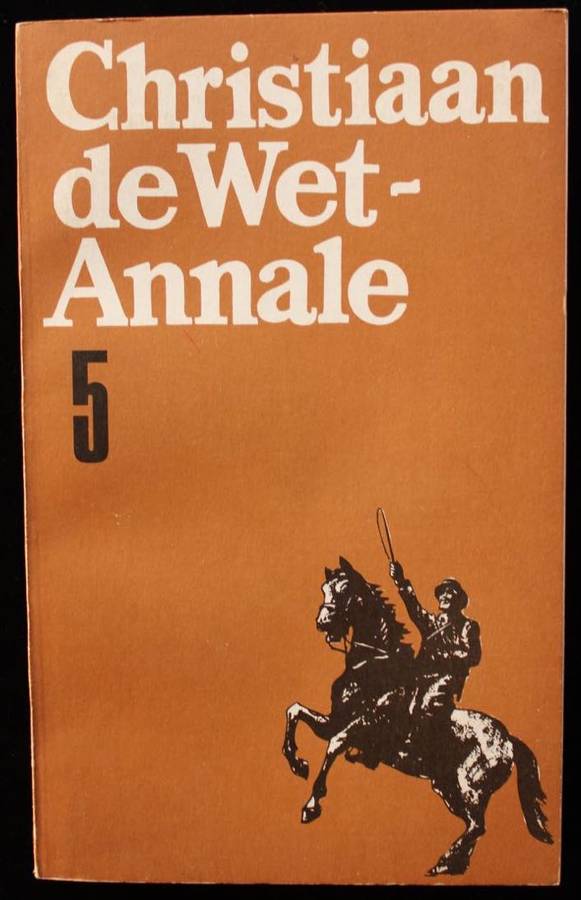 Christiaan
de Wet-
Annale
5